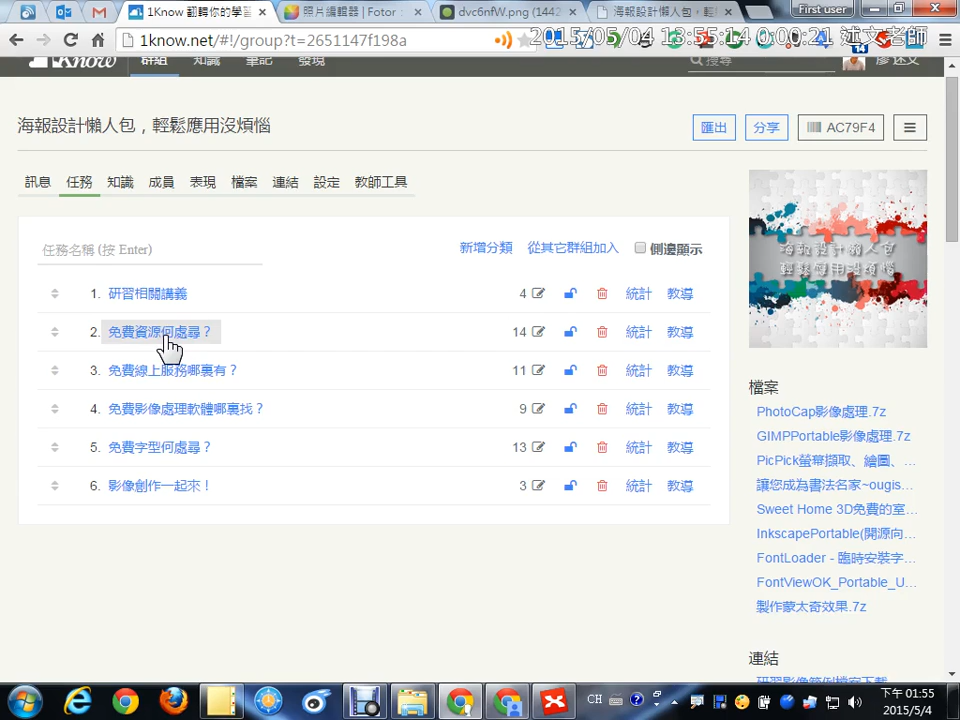 1Know 翻轉你的學習
照片編輯器 | Fotor
dvc6nfW.png (1442
海報設計懶人包，輕鬆
First user
1know.net/#!/group?t=2651147f198a
2015/05/04 13:55:14 0:00:21 述文老師
1Know
群組
知識
筆記
發現
搜尋
廖述文
海報設計懶人包，輕鬆應用沒煩惱
匯出
分享
AC79F4
訊息 任務 知識 成員 表現 檔案 連結 設定 教師工具
任務名稱 (按 Enter)
新增分類 從其它群組加入 側邊顯示
1. 研習相關講義 4 統計 教導
2. 免費資源何處尋？ 14 統計 教導
3. 免費線上服務哪裏有？ 11 統計 教導
4. 免費影像處理軟體哪裏找？ 9 統計 教導
5. 免費字型何處尋？ 13 統計 教導
6. 影像創作一起來！ 3 統計 教導
海報設計懶人包
輕鬆應用沒煩惱
檔案
PhotoCap影像處理.7z
GIMPPortable影像處理.7z
PicPick螢幕擷取、繪圖、...
讓您成為書法名家~ougis...
Sweet Home 3D免費的室...
InkscapePortable(開源向...
FontLoader - 臨時安裝字...
FontViewOK_Portable_U...
製作蒙太奇效果.7z
連結
研習影像範例檔案下載
CH
下午 01:55
2015/5/4